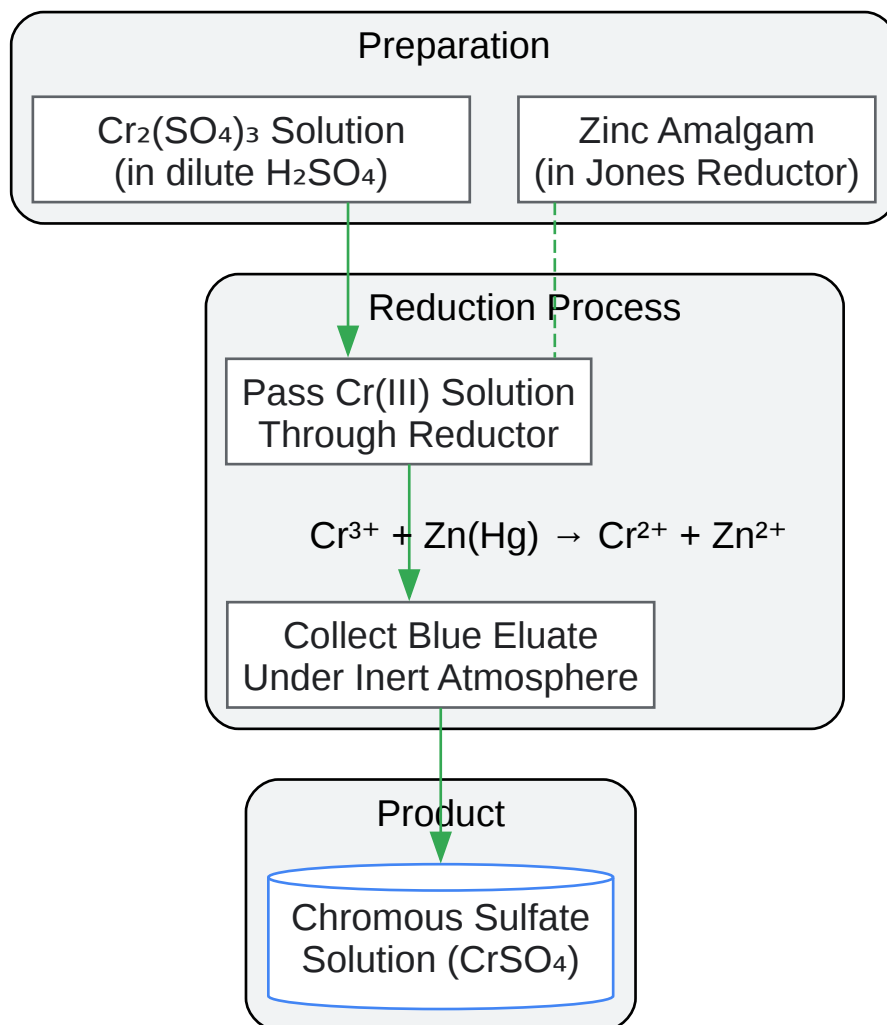 Preparation
Cr₂(SO₄)₃ Solution
(in dilute H₂SO₄)
Zinc Amalgam
(in Jones Reductor)
Reduction Process
Pass Cr(III) Solution
Through Reductor
Cr³⁺ + Zn(Hg) → Cr²⁺ + Zn²⁺
Collect Blue Eluate
Under Inert Atmosphere
Product
Chromous Sulfate
Solution (CrSO₄)